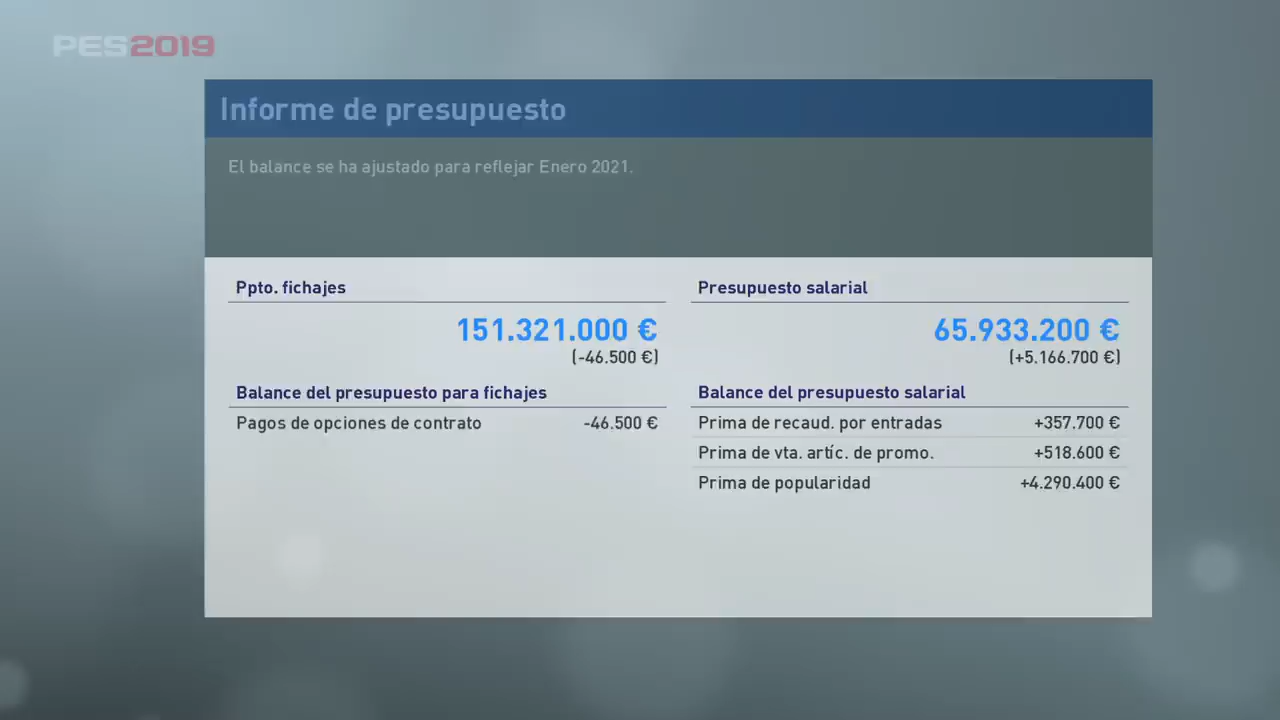 PES2019
Informe de presupuesto
El balance se ha ajustado para reflejar Enero 2021.
Ppto. fichajes
151.321.000 €
(-46.500 €)
Balance del presupuesto para fichajes
Pagos de opciones de contrato -46.500 €
Presupuesto salarial
65.933.200 €
(+5.166.700 €)
Balance del presupuesto salarial
Prima de recaud. por entradas +357.700 €
Prima de vta. artíc. de promo. +518.600 €
Prima de popularidad +4.290.400 €